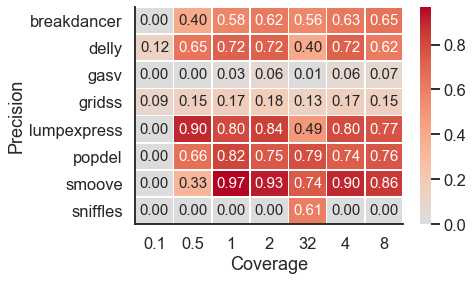 breakdancer 0.00 0.40 0.58 0.62 0.56 0.63 0.65
delly 0.12 0.65 0.72 0.72 0.40 0.72 0.62
gasv 0.00 0.00 0.03 0.06 0.01 0.06 0.07
gridss 0.09 0.15 0.17 0.18 0.13 0.17 0.15
lumpexpress 0.00 0.90 0.80 0.84 0.49 0.80 0.77
popdel 0.00 0.66 0.82 0.75 0.79 0.74 0.76
smoove 0.00 0.33 0.97 0.93 0.74 0.90 0.86
sniffles 0.00 0.00 0.00 0.00 0.61 0.00 0.00
0.1 0.5 1 2 32 4 8
Coverage
Precision
0.8
0.6
0.4
0.2
0.0